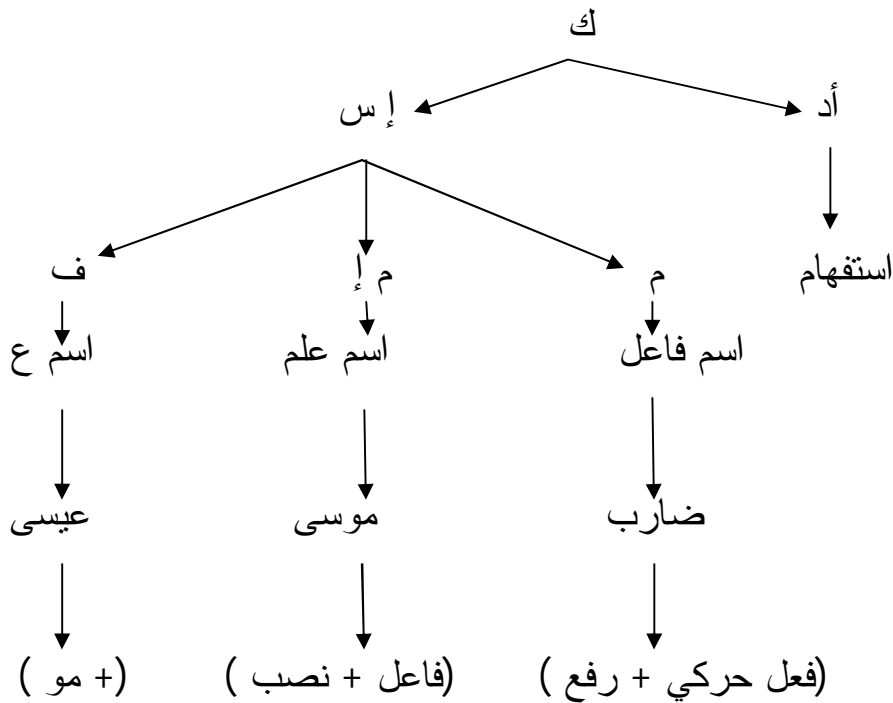 ك
أد إ س
استفهام م م إ ف
اسم فاعل اسم علم اسم ع
ضارب موسى عيسى
(فعل حركي + رفع ) (فاعل + نصب ) (+ مو )